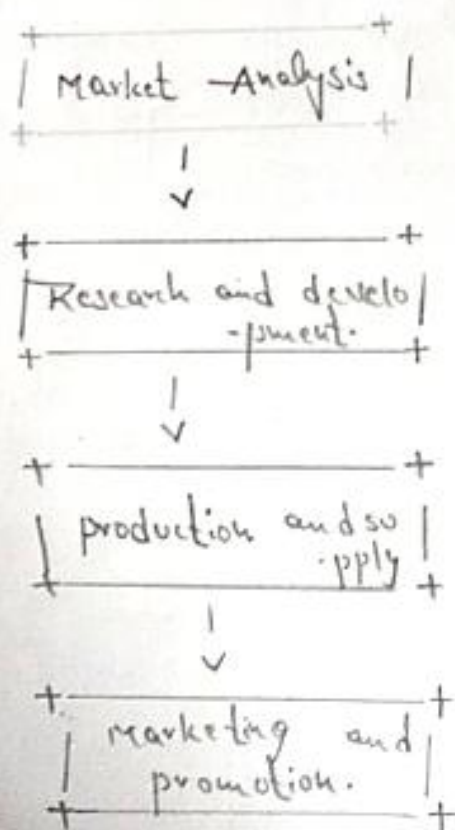 Market Analysis
Research and develo
-pment.
production and su
-pply
marketing and
promotion.